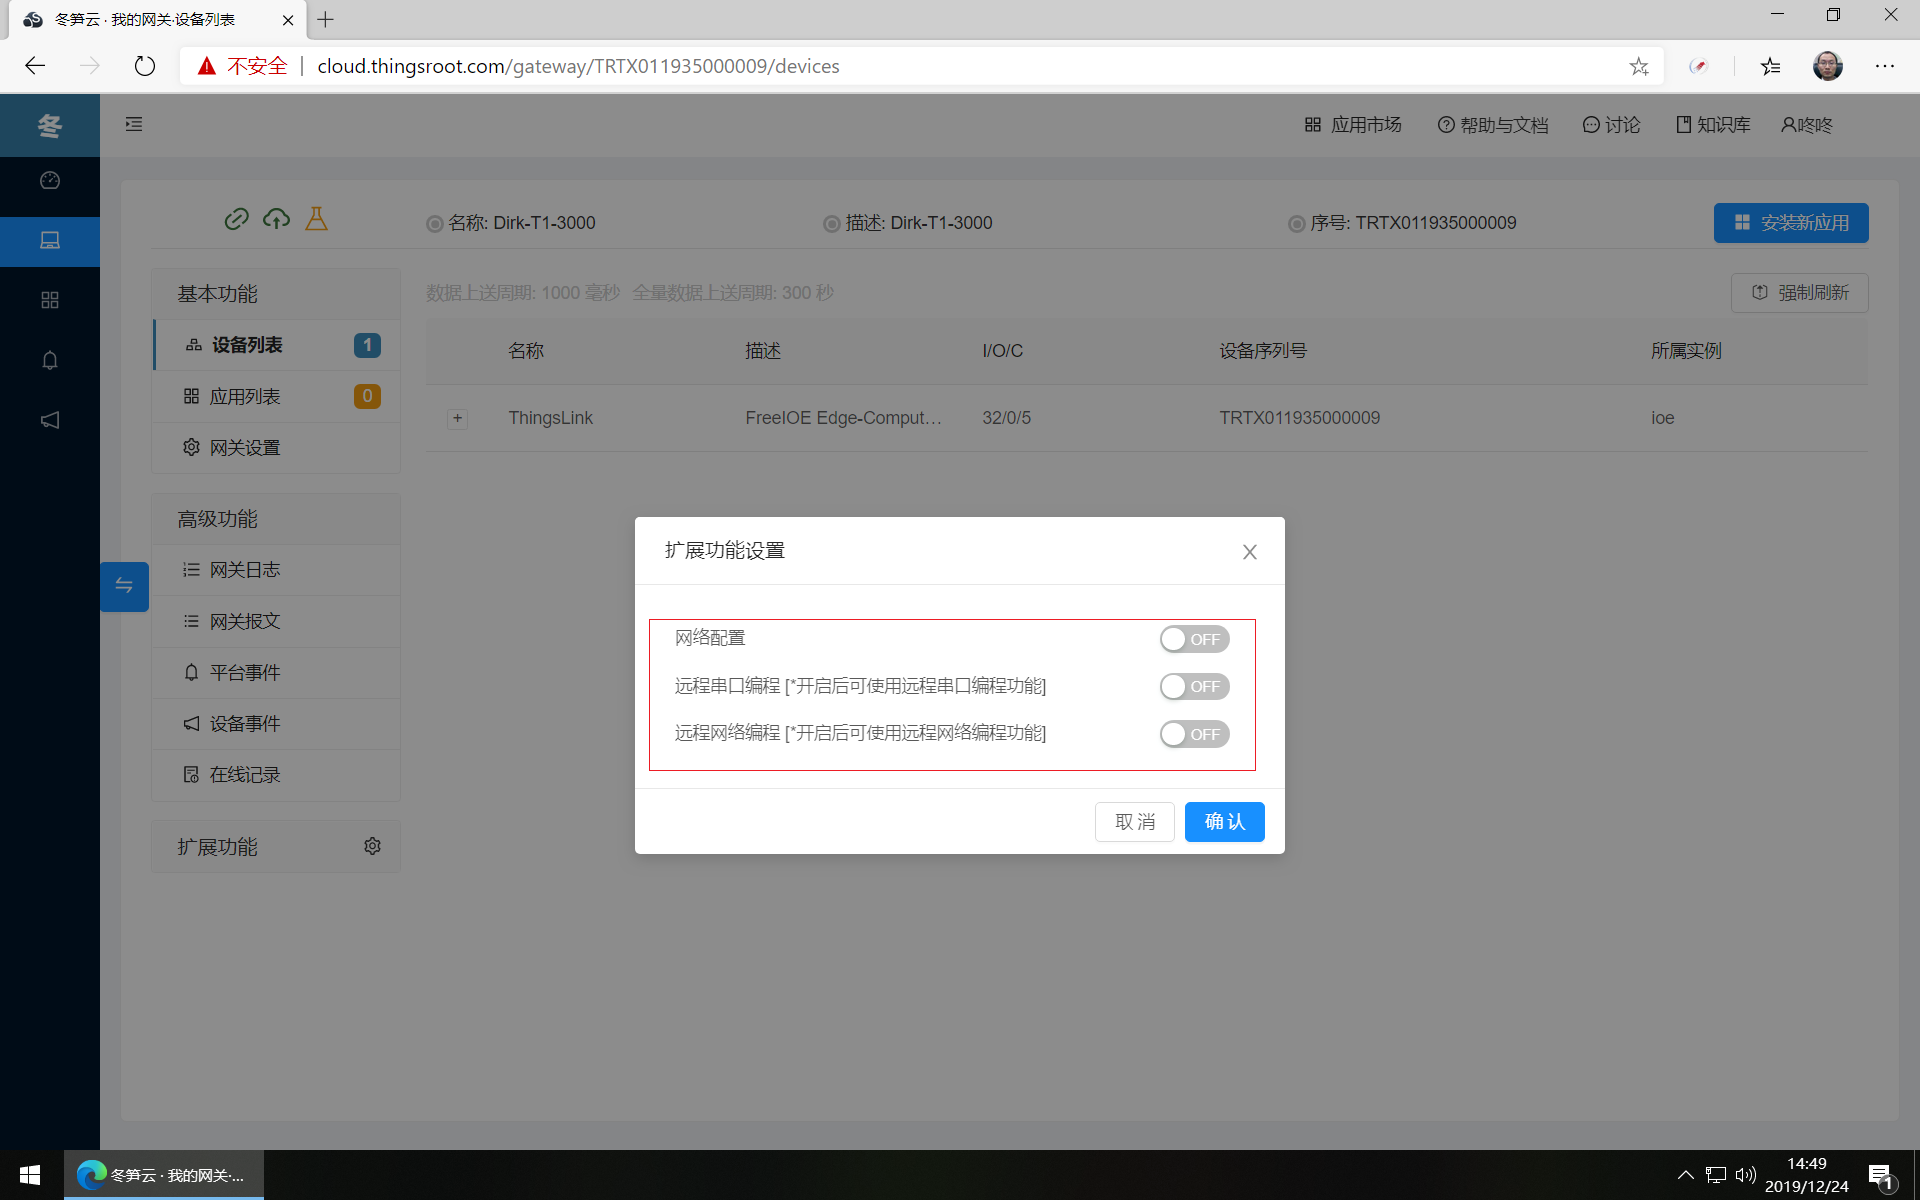 冬笋云 · 我的网关·设备列表
不安全
cloud.thingsroot.com/gateway/TRTX011935000009/devices
冬
应用市场
帮助与文档
讨论
知识库
咚咚
名称: Dirk-T1-3000
描述: Dirk-T1-3000
序号: TRTX011935000009
安装新应用
基本功能
设备列表 1
应用列表 0
网关设置
高级功能
网关日志
网关报文
平台事件
设备事件
在线记录
扩展功能
数据上送周期: 1000 毫秒 全量数据上送周期: 300 秒
强制刷新
名称 描述 I/O/C 设备序列号 所属实例
ThingsLink FreeIOE Edge-Comput… 32/0/5 TRTX011935000009 ioe
扩展功能设置
网络配置 OFF
远程串口编程 [*开启后可使用远程串口编程功能] OFF
远程网络编程 [*开启后可使用远程网络编程功能] OFF
取 消
确 认
冬笋云 · 我的网关·...
14:49
2019/12/24
1